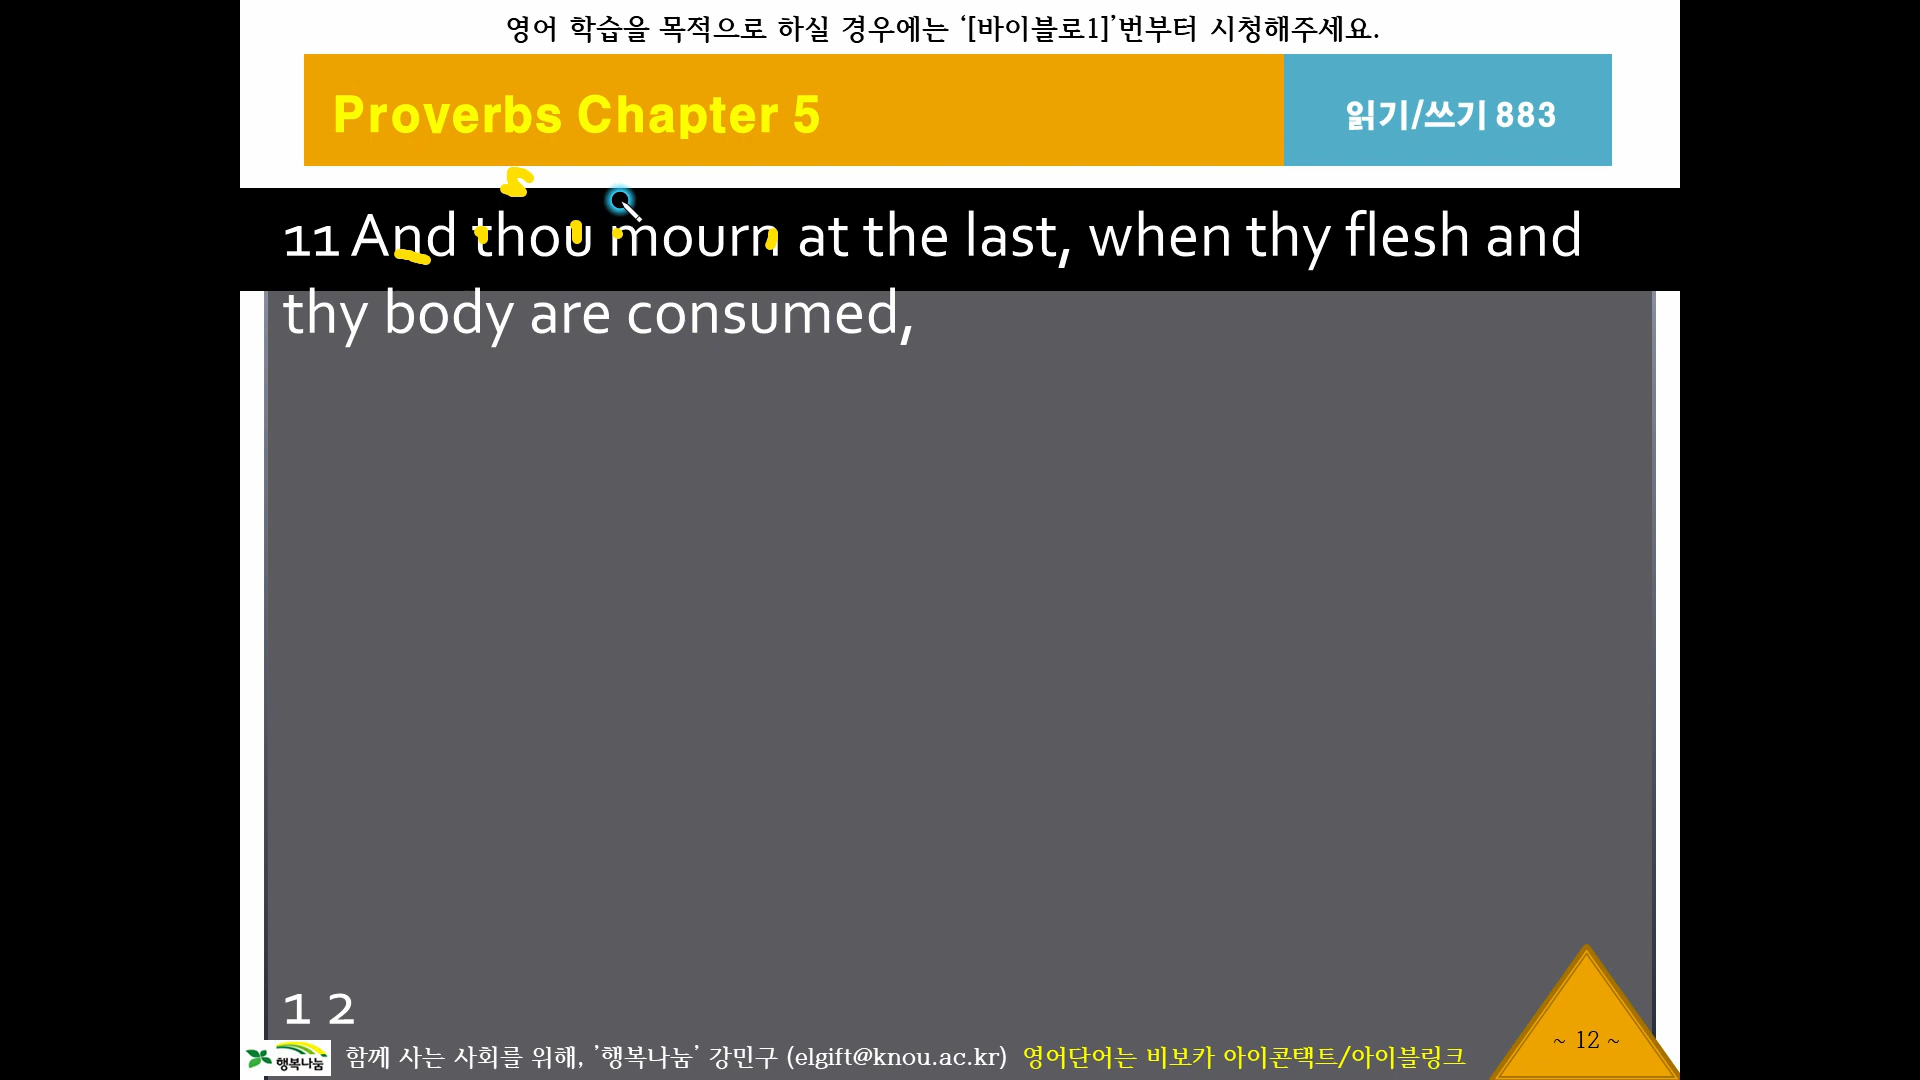 영어 학습을 목적으로 하실 경우에는 ‘[바이블로1]’번부터 시청해주세요.
Proverbs Chapter 5
읽기/쓰기 883
11 And thou mourn at the last, when thy flesh and
thy body are consumed,
1 2
~ 12 ~
행복나눔
함께 사는 사회를 위해, ’행복나눔’ 강민구 (elgift@knou.ac.kr) 영어단어는 비보카 아이콘택트/아이블링크